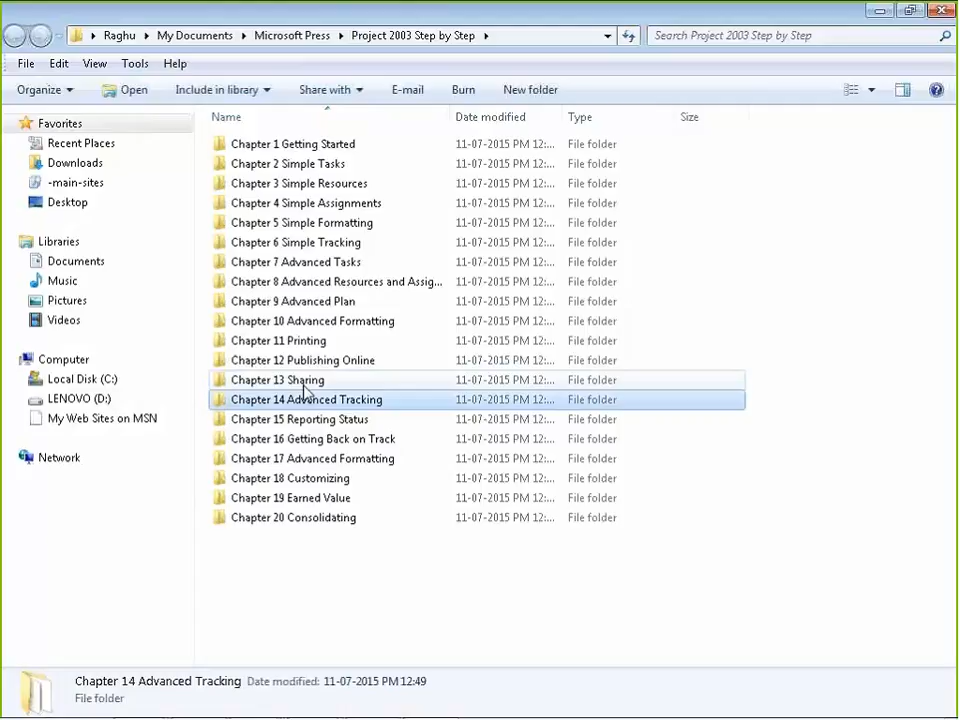 Raghu My Documents Microsoft Press Project 2003 Step by Step Search Project 2003 Step by Step
File Edit View Tools Help
Organize Open Include in library Share with E-mail Burn New folder
Name Date modified Type Size
Favorites
Recent Places
Downloads
-main-sites
Desktop
Libraries
Documents
Music
Pictures
Videos
Computer
Local Disk (C:)
LENOVO (D:)
My Web Sites on MSN
Network
Chapter 1 Getting Started 11-07-2015 PM 12:... File folder
Chapter 2 Simple Tasks 11-07-2015 PM 12:... File folder
Chapter 3 Simple Resources 11-07-2015 PM 12:... File folder
Chapter 4 Simple Assignments 11-07-2015 PM 12:... File folder
Chapter 5 Simple Formatting 11-07-2015 PM 12:... File folder
Chapter 6 Simple Tracking 11-07-2015 PM 12:... File folder
Chapter 7 Advanced Tasks 11-07-2015 PM 12:... File folder
Chapter 8 Advanced Resources and Assig... 11-07-2015 PM 12:... File folder
Chapter 9 Advanced Plan 11-07-2015 PM 12:... File folder
Chapter 10 Advanced Formatting 11-07-2015 PM 12:... File folder
Chapter 11 Printing 11-07-2015 PM 12:... File folder
Chapter 12 Publishing Online 11-07-2015 PM 12:... File folder
Chapter 13 Sharing 11-07-2015 PM 12:... File folder
Chapter 14 Advanced Tracking 11-07-2015 PM 12:... File folder
Chapter 15 Reporting Status 11-07-2015 PM 12:... File folder
Chapter 16 Getting Back on Track 11-07-2015 PM 12:... File folder
Chapter 17 Advanced Formatting 11-07-2015 PM 12:... File folder
Chapter 18 Customizing 11-07-2015 PM 12:... File folder
Chapter 19 Earned Value 11-07-2015 PM 12:... File folder
Chapter 20 Consolidating 11-07-2015 PM 12:... File folder
Chapter 14 Advanced Tracking Date modified: 11-07-2015 PM 12:49
File folder